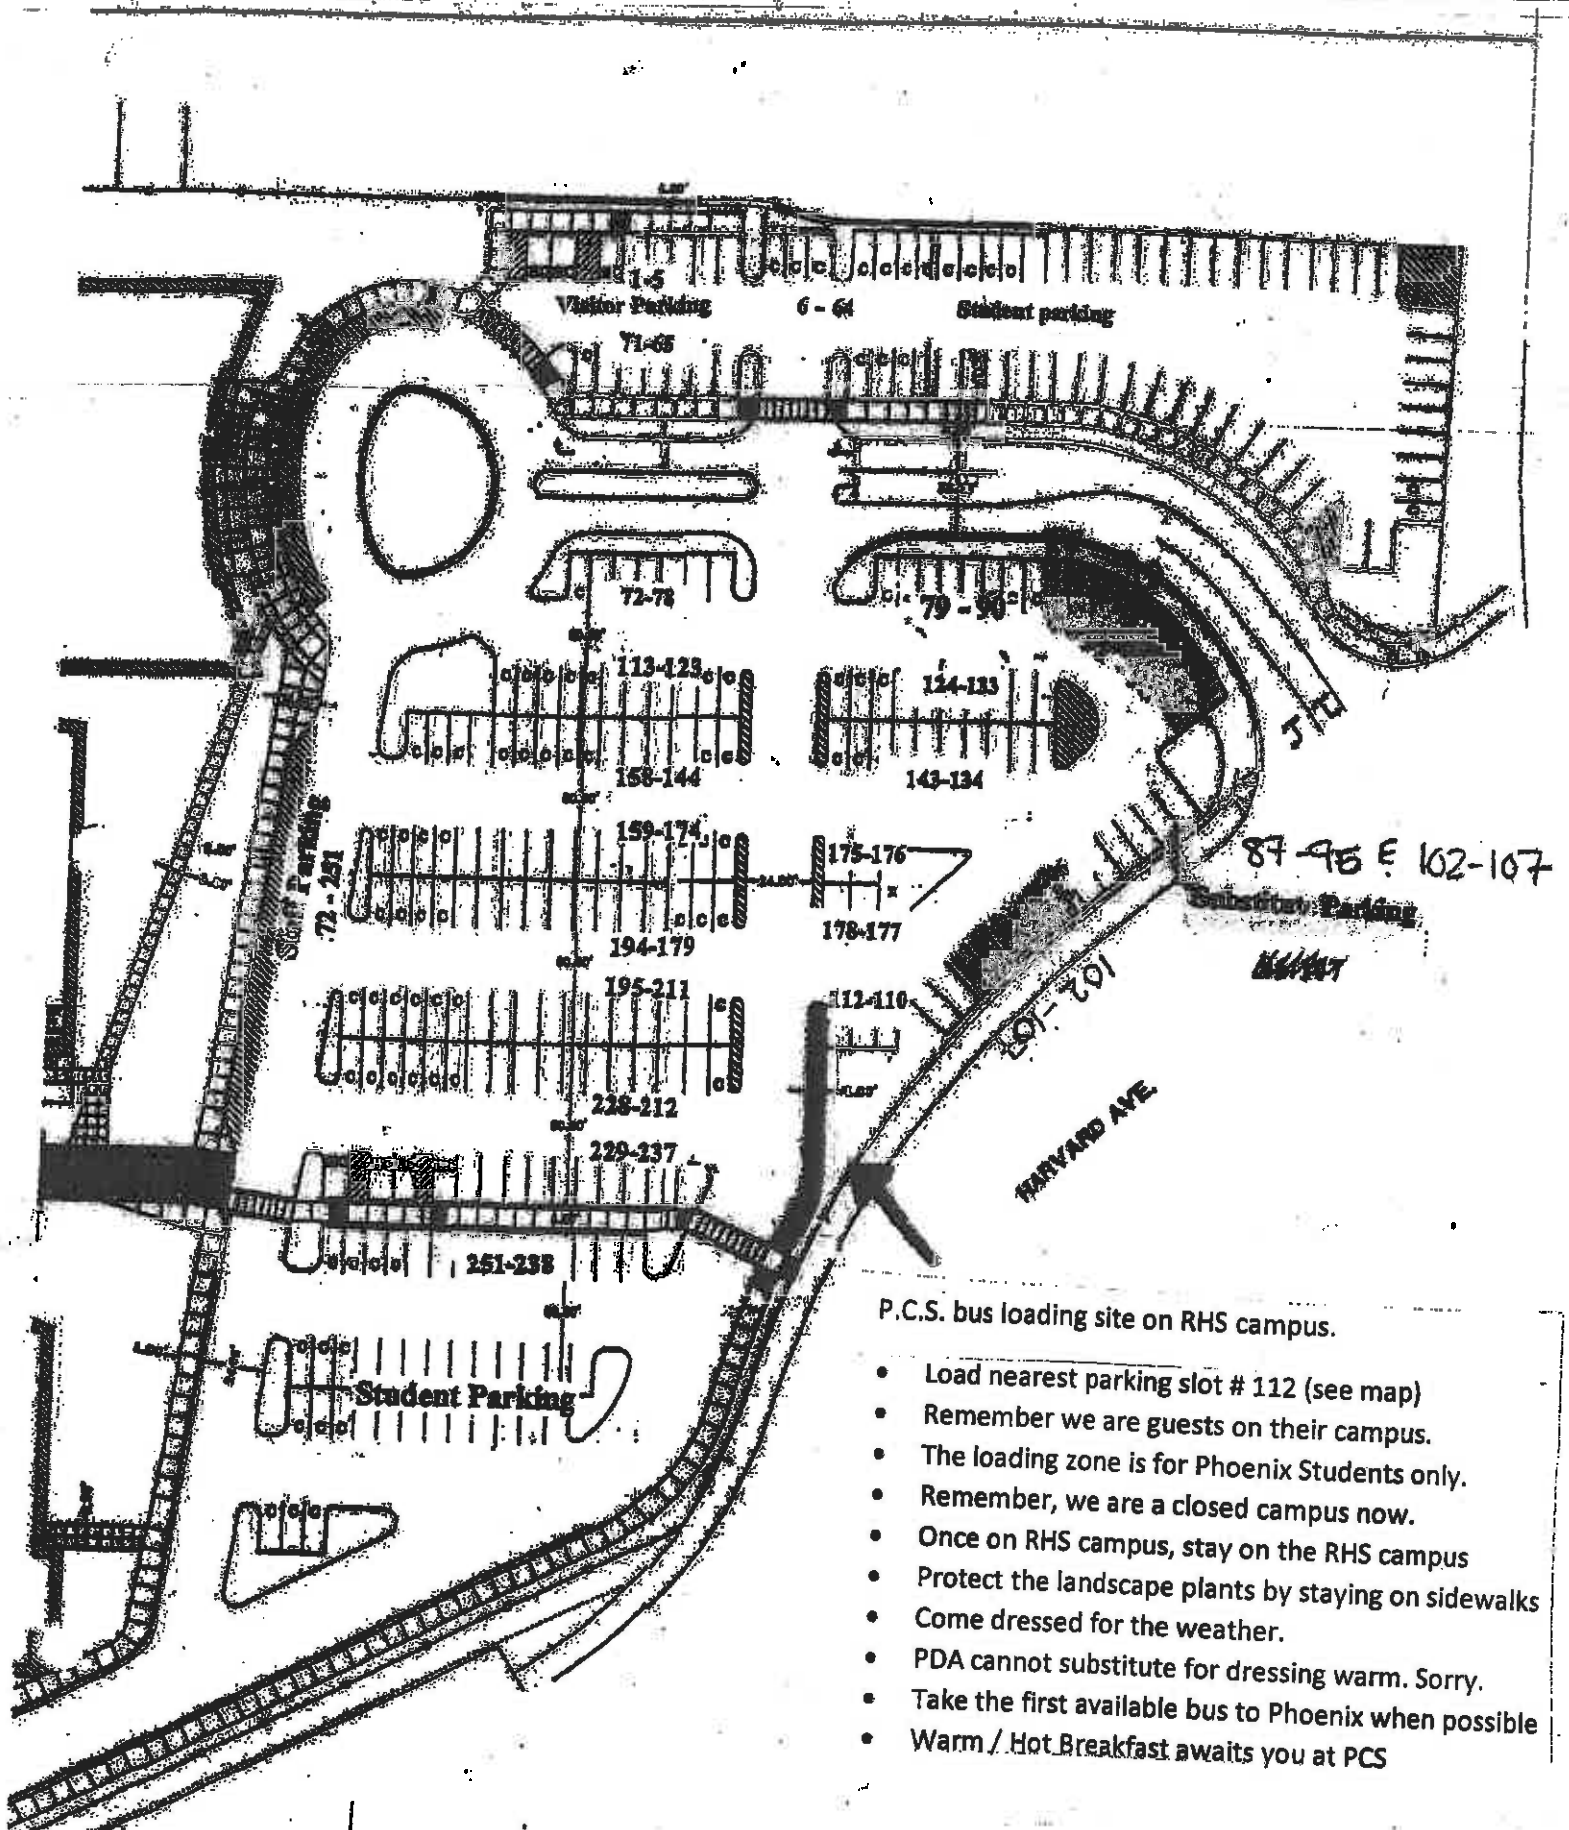 1-5
Visitor Parking
6 - 64
Student parking
71-65
72-78
79 - 90
113-123
124-133
158-144
143-134
159-174
175-176
24.00'
194-179
178-177
72 - 251
87-95 & 102-107
Parking
195-211
112-110
102-107
228-212
229-237
HARVARD AVE.
251-238
Student Parking
P.C.S. bus loading site on RHS campus.
• Load nearest parking slot # 112 (see map)
• Remember we are guests on their campus.
• The loading zone is for Phoenix Students only.
• Remember, we are a closed campus now.
• Once on RHS campus, stay on the RHS campus
• Protect the landscape plants by staying on sidewalks
• Come dressed for the weather.
• PDA cannot substitute for dressing warm. Sorry.
• Take the first available bus to Phoenix when possible
• Warm / Hot Breakfast awaits you at PCS